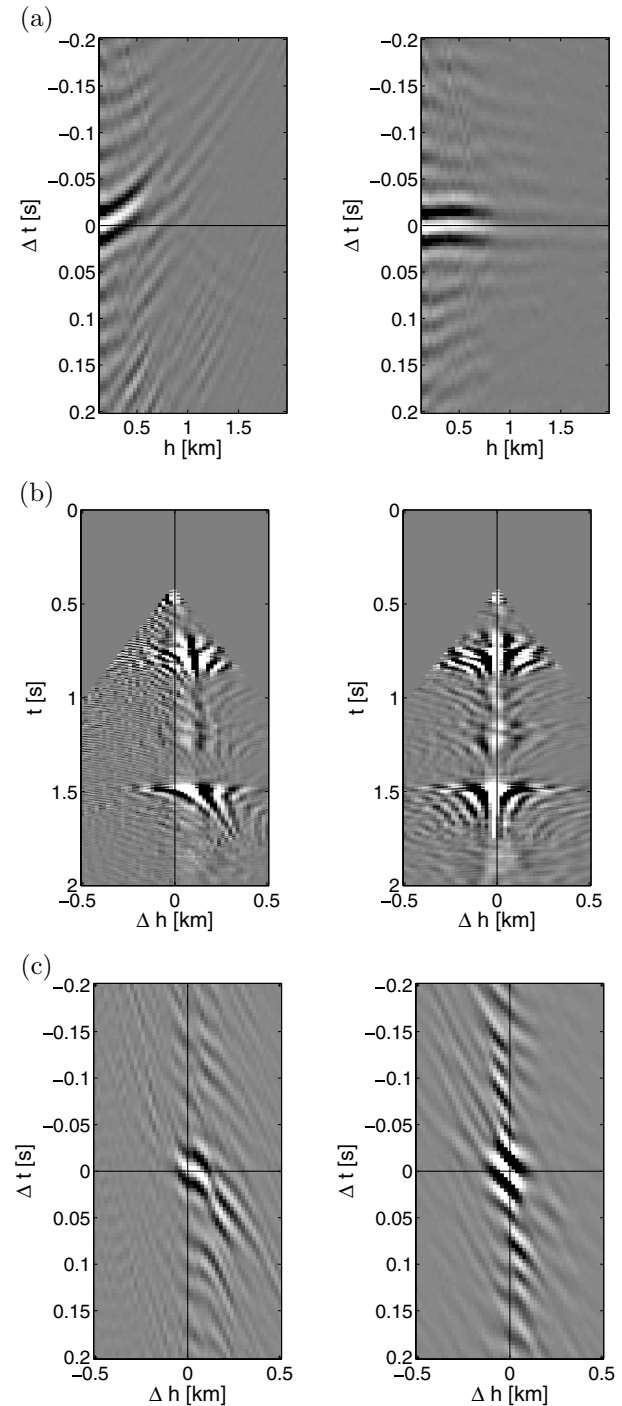 (a)
−0.2 −0.2
−0.15 −0.15
−0.1 −0.1
−0.05 −0.05
0 0
0.05 0.05
0.1 0.1
0.15 0.15
0.2 0.2
Δ t [s] Δ t [s]
0.5 1 1.5 0.5 1 1.5
h [km] h [km]
(b)
0 0
0.5 0.5
1 1
1.5 1.5
2 2
t [s] t [s]
−0.5 0 0.5 −0.5 0 0.5
Δ h [km] Δ h [km]
(c)
−0.2 −0.2
−0.15 −0.15
−0.1 −0.1
−0.05 −0.05
0 0
0.05 0.05
0.1 0.1
0.15 0.15
0.2 0.2
Δ t [s] Δ t [s]
−0.5 0 0.5 −0.5 0 0.5
Δ h [km] Δ h [km]